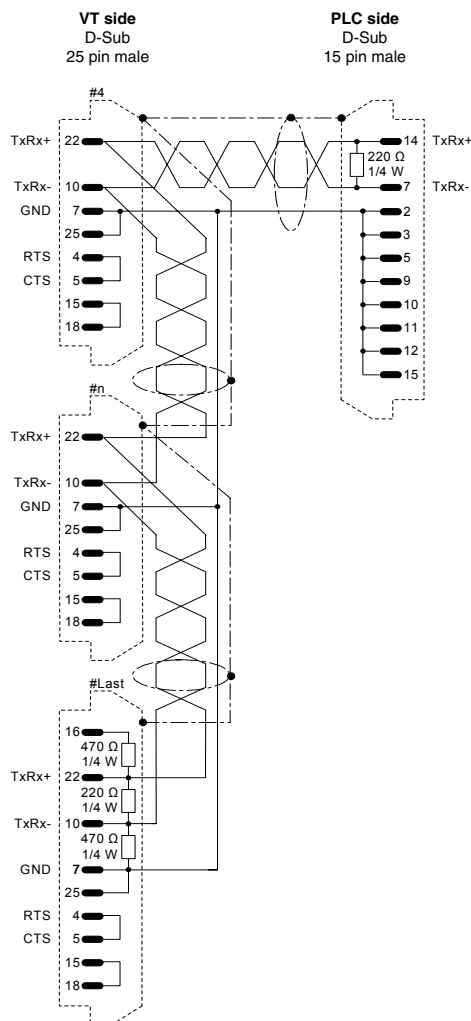 VT side
D-Sub
25 pin male
PLC side
D-Sub
15 pin male
#4
TxRx+ 22
TxRx- 10
GND 7
25
RTS 4
CTS 5
15
18
14 TxRx+
220 Ω
1/4 W
7 TxRx-
2
3
5
9
10
11
12
15
#n
TxRx+ 22
TxRx- 10
GND 7
25
RTS 4
CTS 5
15
18
#Last
16
470 Ω
1/4 W
TxRx+ 22
220 Ω
1/4 W
TxRx- 10
470 Ω
1/4 W
GND 7
25
RTS 4
CTS 5
15
18